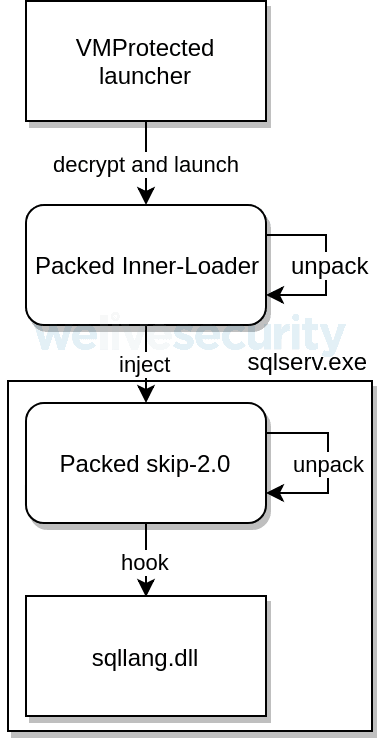 VMProtected
launcher
decrypt and launch
Packed Inner-Loader
unpack
welivesecurity
inject
sqlserv.exe
Packed skip-2.0
unpack
hook
sqllang.dll